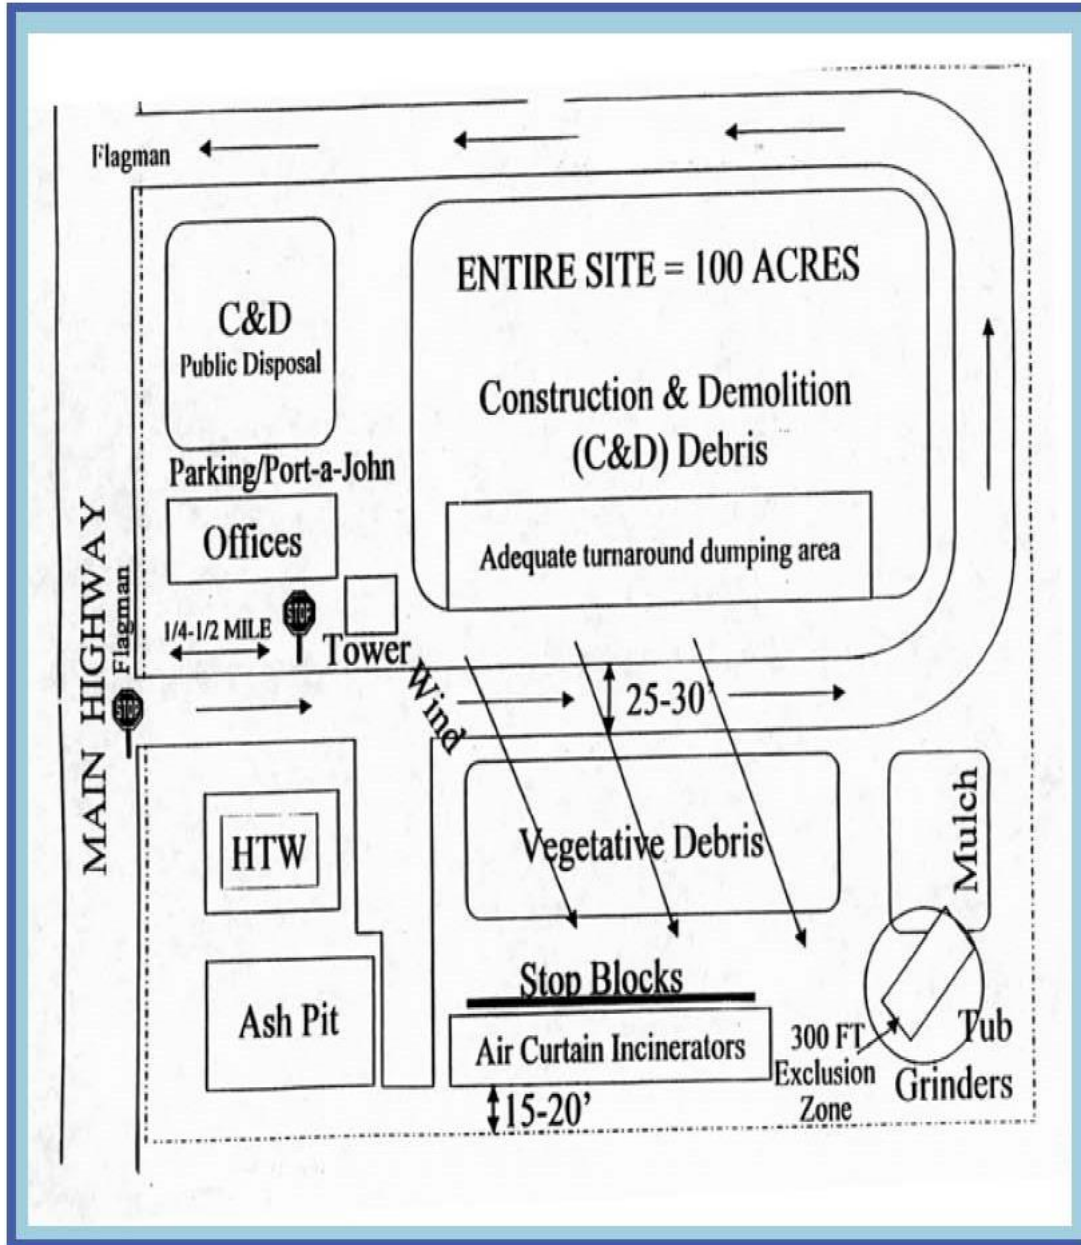 Flagman
ENTIRE SITE = 100 ACRES
C&D
Public Disposal
Construction & Demolition
(C&D) Debris
Parking/Port-a-John
Offices
Adequate turnaround dumping area
MAIN HIGHWAY
Flagman
STOP
1/4-1/2 MILE
Tower
STOP
Wind
25-30'
HTW
Vegetative Debris
Mulch
Stop Blocks
Ash Pit
Air Curtain Incinerators
300 FT
Exclusion
Zone
Tub
Grinders
15-20'